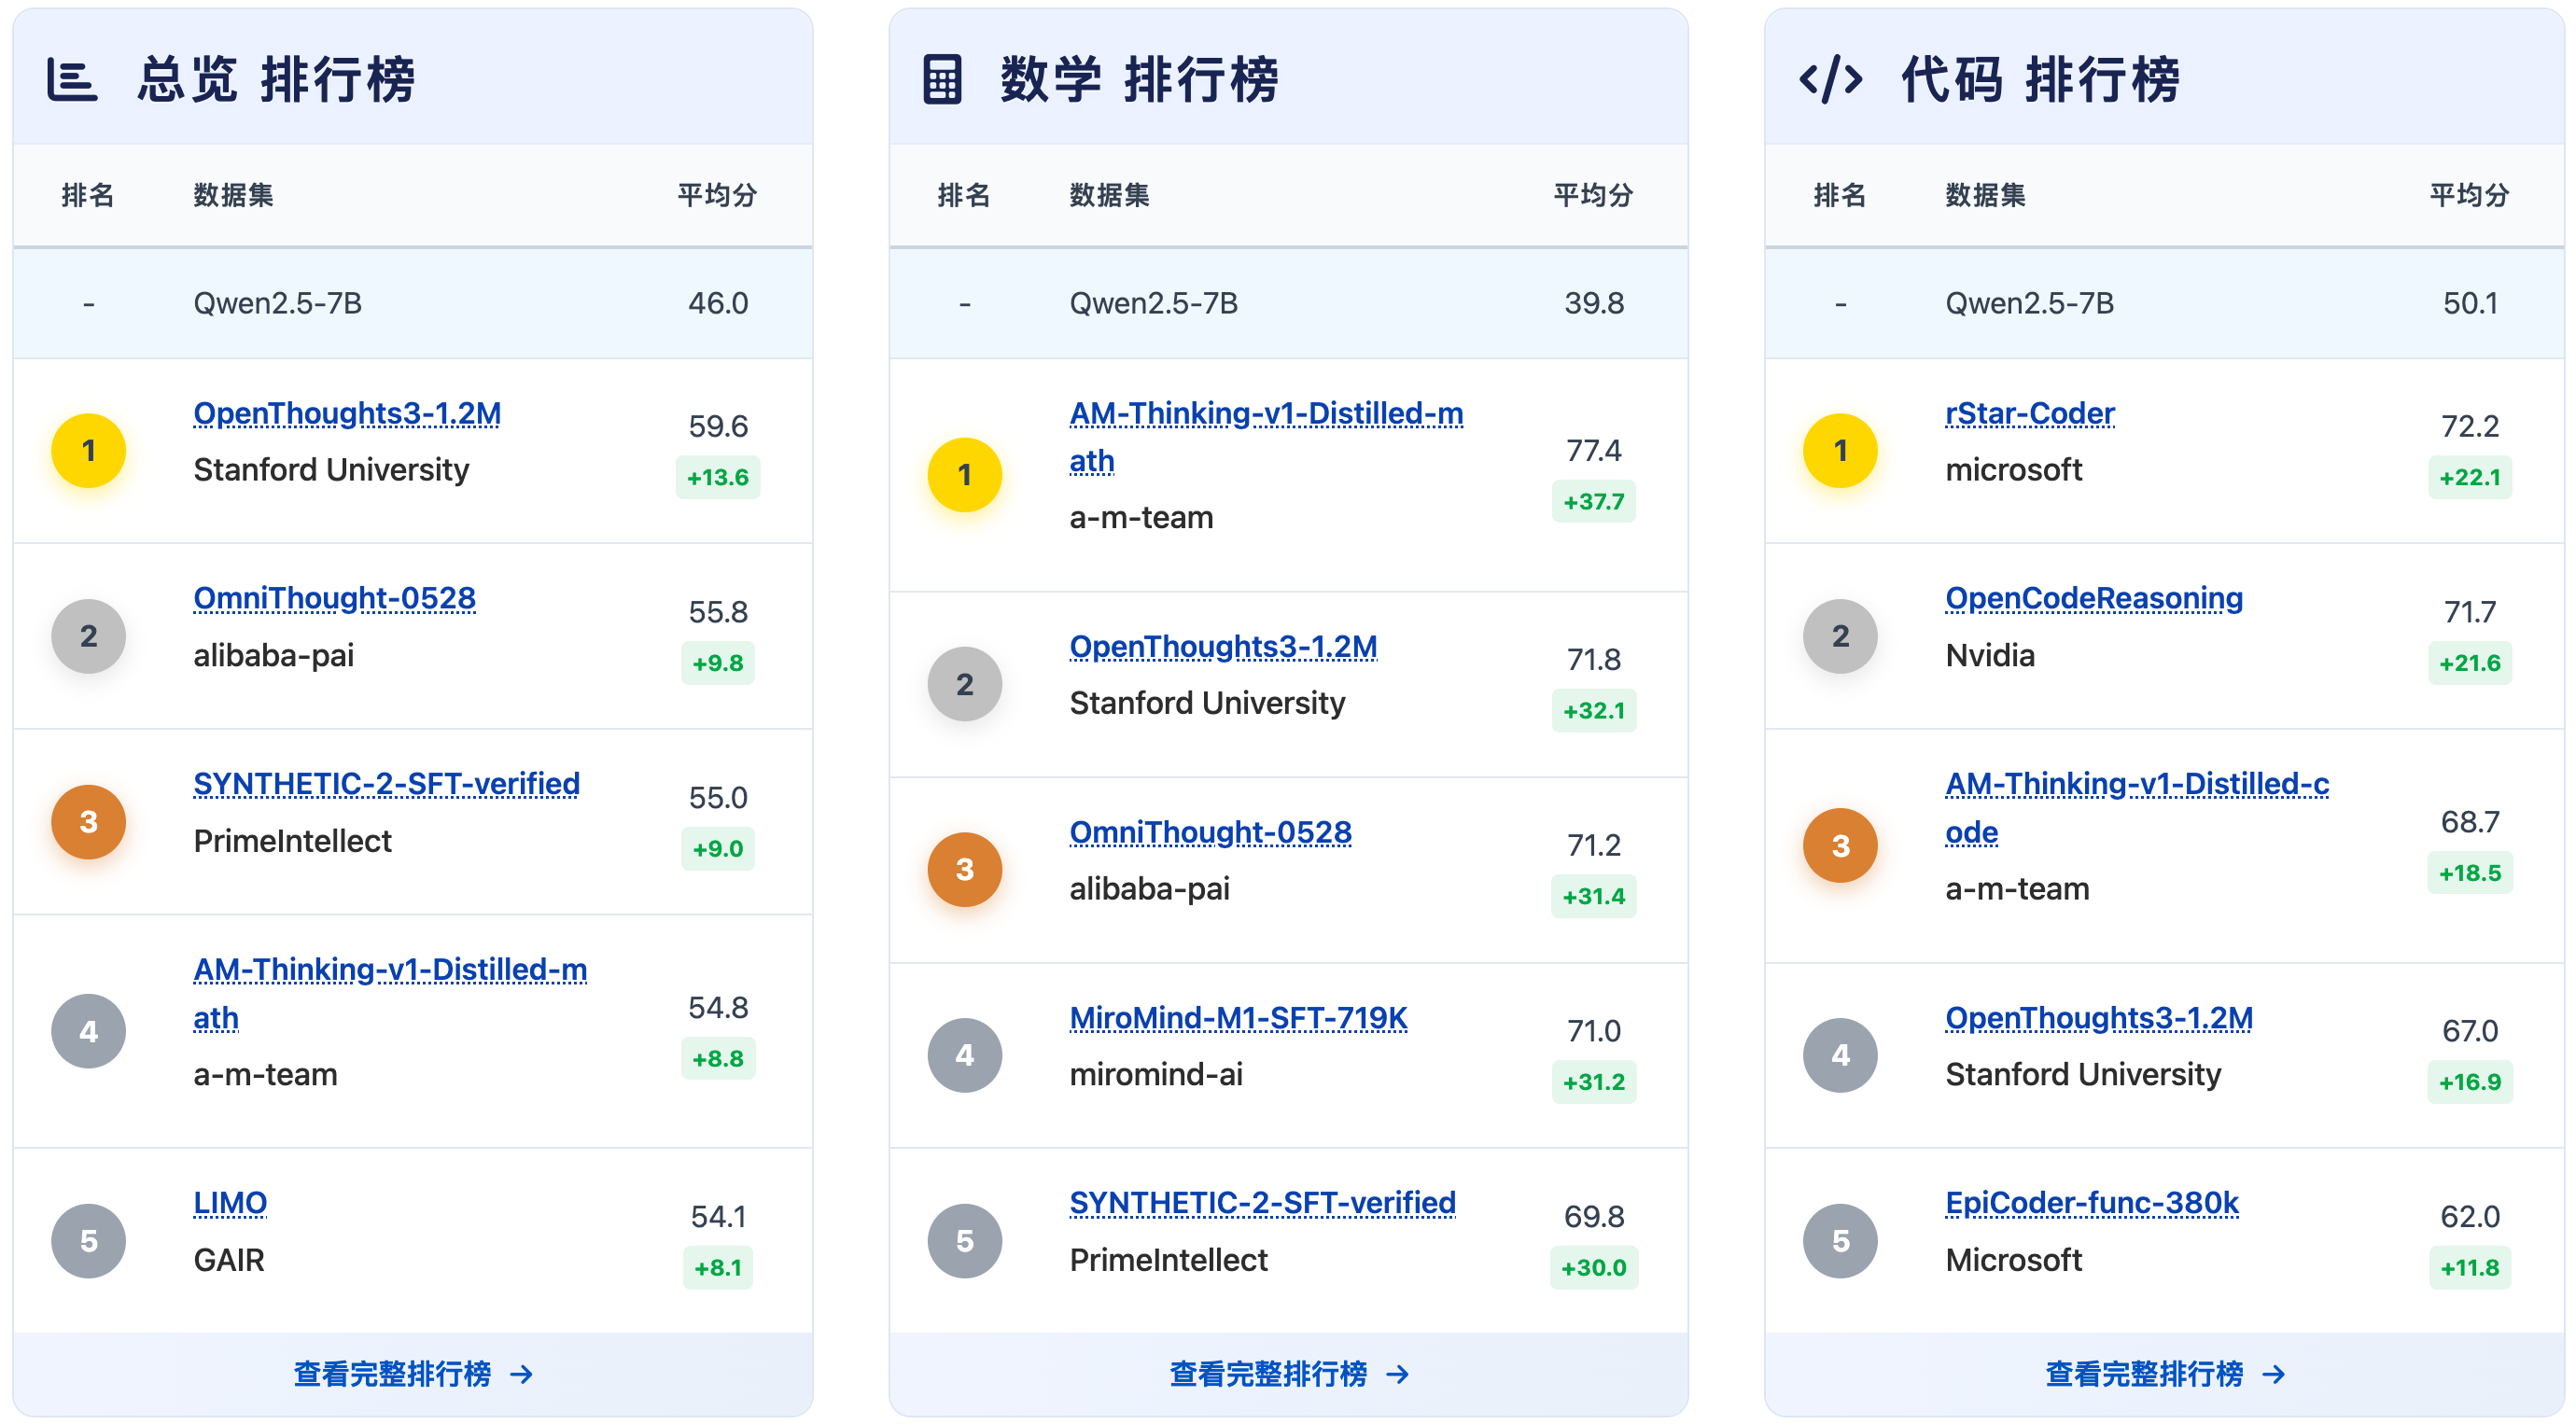 总览 排行榜
排名 数据集 平均分
- Qwen2.5-7B 46.0
1 OpenThoughts3-1.2M 59.6
Stanford University +13.6
2 OmniThought-0528 55.8
alibaba-pai +9.8
3 SYNTHETIC-2-SFT-verified 55.0
PrimeIntellect +9.0
AM-Thinking-v1-Distilled-m 54.8
4 ath +8.8
a-m-team
5 LIMO 54.1
GAIR +8.1
查看完整排行榜 →
数学 排行榜
排名 数据集 平均分
- Qwen2.5-7B 39.8
AM-Thinking-v1-Distilled-m 77.4
1 ath +37.7
a-m-team
2 OpenThoughts3-1.2M 71.8
Stanford University +32.1
3 OmniThought-0528 71.2
alibaba-pai +31.4
4 MiroMind-M1-SFT-719K 71.0
miromind-ai +31.2
5 SYNTHETIC-2-SFT-verified 69.8
PrimeIntellect +30.0
查看完整排行榜 →
</> 代码 排行榜
排名 数据集 平均分
- Qwen2.5-7B 50.1
1 rStar-Coder 72.2
microsoft +22.1
2 OpenCodeReasoning 71.7
Nvidia +21.6
AM-Thinking-v1-Distilled-c 68.7
3 ode +18.5
a-m-team
4 OpenThoughts3-1.2M 67.0
Stanford University +16.9
5 EpiCoder-func-380k 62.0
Microsoft +11.8
查看完整排行榜 →